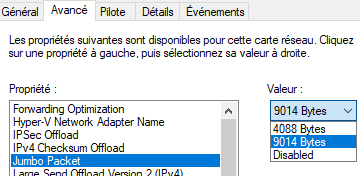 Général Avancé Pilote Détails Événements
Les propriétés suivantes sont disponibles pour cette carte réseau. Cliquez
sur une propriété à gauche, puis sélectionnez sa valeur à droite.
Propriété : Valeur :
Forwarding Optimization
Hyper-V Network Adapter Name
IPSec Offload
IPv4 Checksum Offload
Jumbo Packet
Large Send Offload Version 2 (IPv4)
9014 Bytes
4088 Bytes
9014 Bytes
Disabled